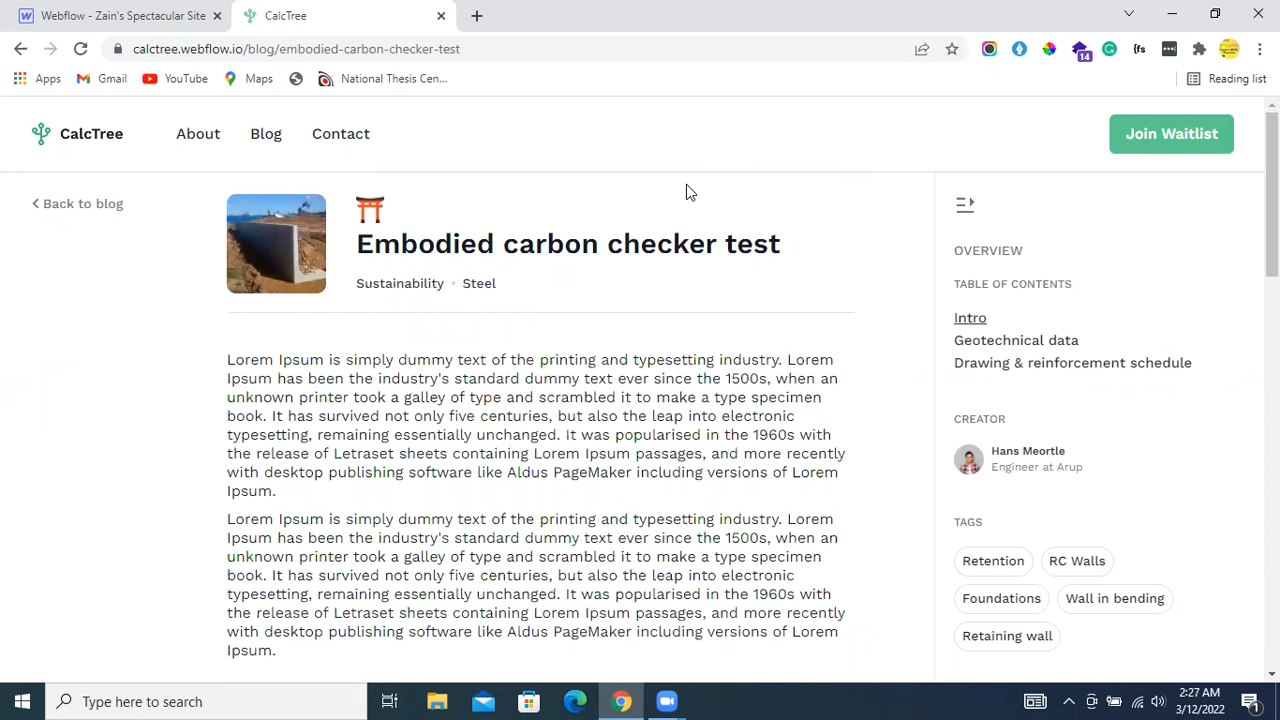 Webflow - Zain's Spectacular Site
CalcTree
calctree.webflow.io/blog/embodied-carbon-checker-test
14
{fs
Apps
Gmail
YouTube
Maps
National Thesis Cen...
Reading list
CalcTree
About
Blog
Contact
Join Waitlist
Back to blog
Embodied carbon checker test
Sustainability • Steel
Lorem Ipsum is simply dummy text of the printing and typesetting industry. Lorem
Ipsum has been the industry's standard dummy text ever since the 1500s, when an
unknown printer took a galley of type and scrambled it to make a type specimen
book. It has survived not only five centuries, but also the leap into electronic
typesetting, remaining essentially unchanged. It was popularised in the 1960s with
the release of Letraset sheets containing Lorem Ipsum passages, and more recently
with desktop publishing software like Aldus PageMaker including versions of Lorem
Ipsum.
Lorem Ipsum is simply dummy text of the printing and typesetting industry. Lorem
Ipsum has been the industry's standard dummy text ever since the 1500s, when an
unknown printer took a galley of type and scrambled it to make a type specimen
book. It has survived not only five centuries, but also the leap into electronic
typesetting, remaining essentially unchanged. It was popularised in the 1960s with
the release of Letraset sheets containing Lorem Ipsum passages, and more recently
with desktop publishing software like Aldus PageMaker including versions of Lorem
Ipsum.
OVERVIEW
TABLE OF CONTENTS
Intro
Geotechnical data
Drawing & reinforcement schedule
CREATOR
Hans Meortle
Engineer at Arup
TAGS
Retention
RC Walls
Foundations
Wall in bending
Retaining wall
Type here to search
2:27 AM
3/12/2022
1